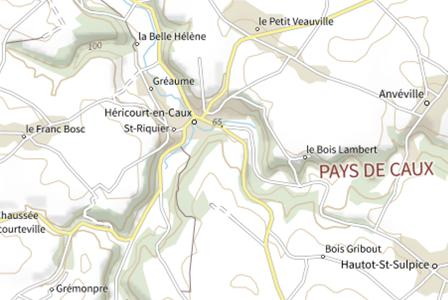 le Petit Veauville
la Belle Hélène
100
Gréaume
Anvéville
Héricourt-en-Caux
65
St-Riquier
le Franc Bosc
le Bois Lambert
PAYS DE CAUX
Chaussée
courteville
Bois Gribout
Hautot-St-Sulpice
Grémonpre